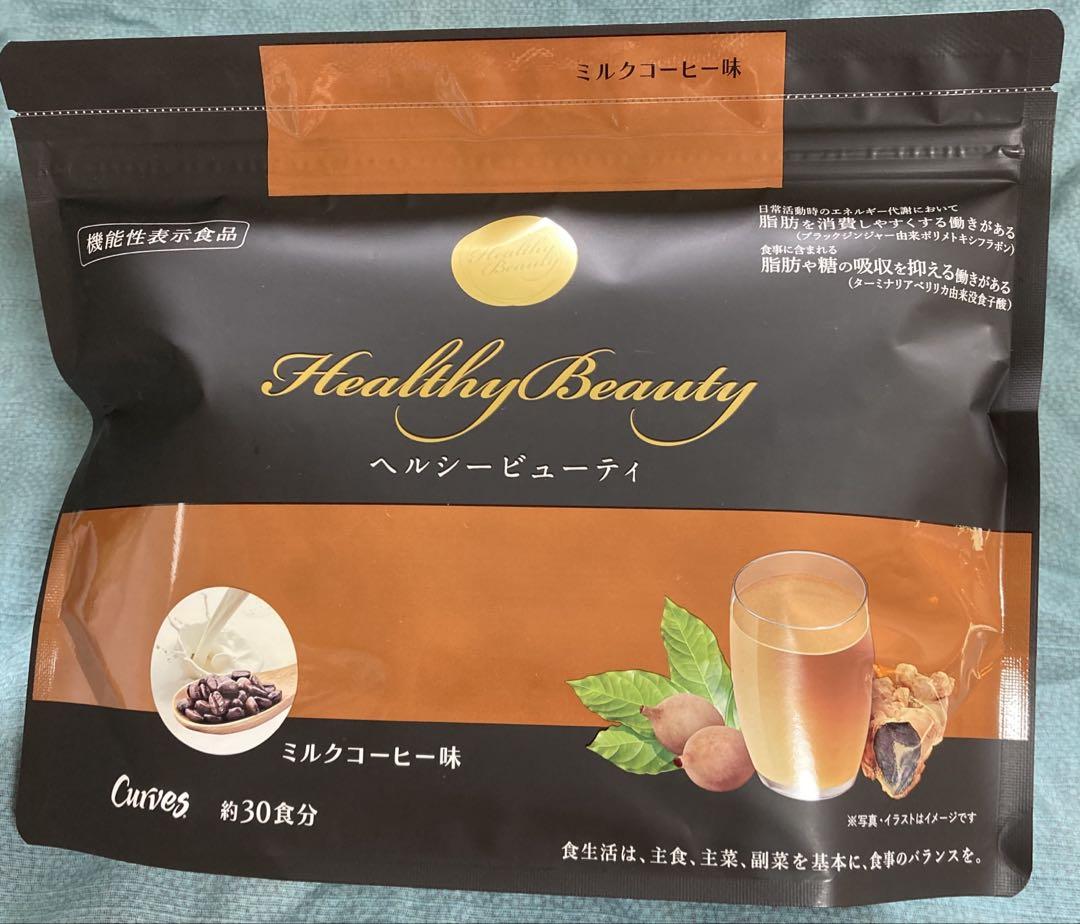 ミルクコーヒー味
機能性表示食品
日常活動時のエネルギー代謝において
脂肪を消費しやすくする働きがある
(ブラックジンジャー由来ポリメトキシフラボン)
食事に含まれる
脂肪や糖の吸収を抑える働きがある
(ターミナリアベリリカ由来没食子酸)
Healthy
Beauty
Healthy Beauty
ヘルシービューティ
ミルクコーヒー味
Curves
約30食分
※写真・イラストはイメージです
食生活は、主食、主菜、副菜を基本に、食事のバランスを。